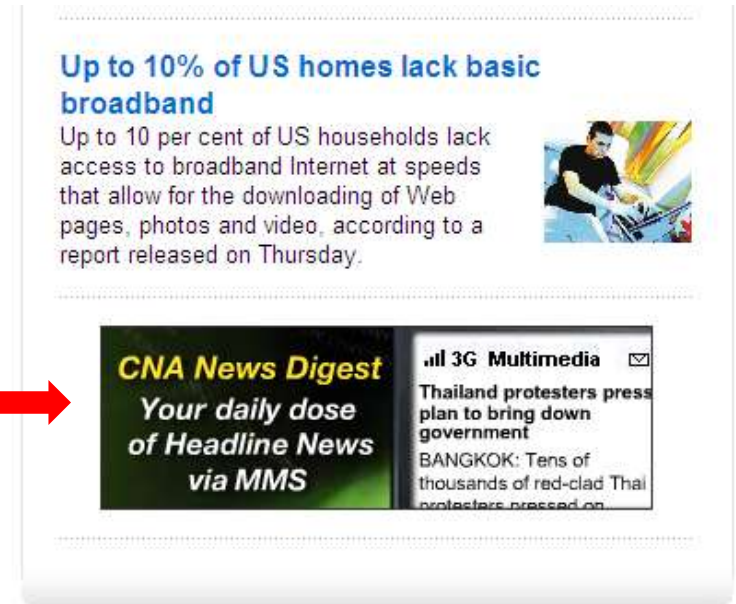 Up to 10% of US homes lack basic
broadband
Up to 10 per cent of US households lack
access to broadband Internet at speeds
that allow for the downloading of Web
pages, photos and video, according to a
report released on Thursday.
CNA News Digest
Your daily dose
of Headline News
via MMS
3G Multimedia
Thailand protesters press
plan to bring down
government
BANGKOK: Tens of
thousands of red-clad Thai
protesters pressed on